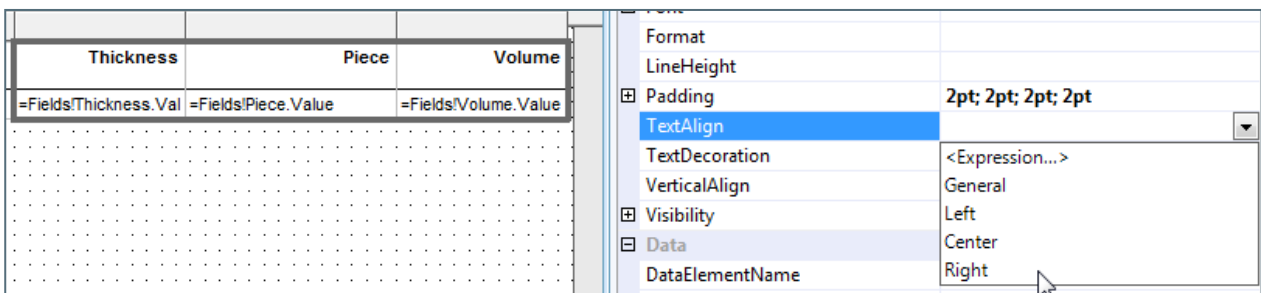 Thickness Piece Volume
=Fields!Thickness.Val =Fields!Piece.Value =Fields!Volume.Value
Format
LineHeight
Padding 2pt; 2pt; 2pt; 2pt
TextAlign
TextDecoration <Expression...>
VerticalAlign General
Visibility Left
Data Center
DataElementName Right